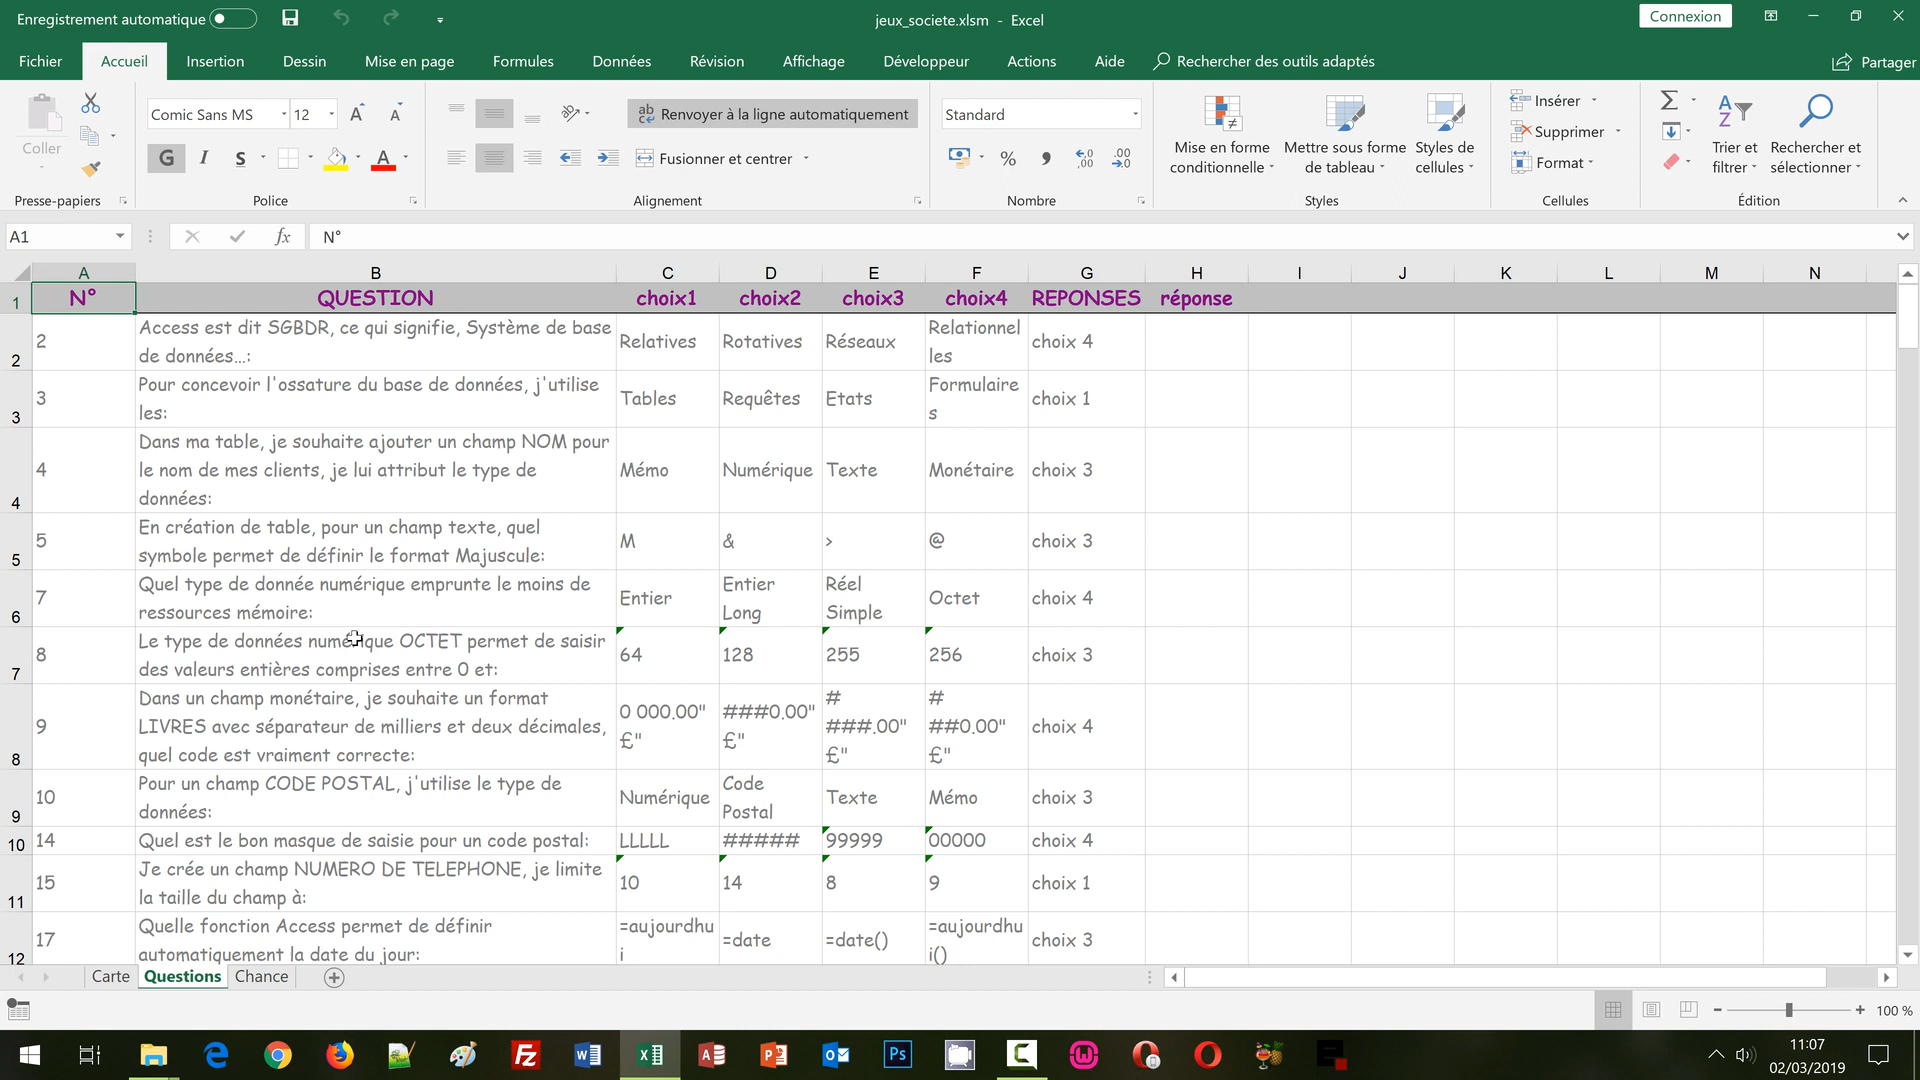 Enregistrement automatique
jeux_societe.xlsm - Excel
Connexion
Fichier Accueil Insertion Dessin Mise en page Formules Données Révision Affichage Développeur Actions Aide Rechercher des outils adaptés Partager
Coller
Presse-papiers
Comic Sans MS 12
G I S
Police
Renvoyer à la ligne automatiquement
Fusionner et centrer
Alignement
Standard
Nombre
Mise en forme conditionnelle
Mettre sous forme de tableau
Styles de cellules
Styles
Insérer
Supprimer
Format
Cellules
Trier et filtrer
Rechercher et sélectionner
Édition
A1 fx N°
A B C D E F G H I J K L M N
1 N° QUESTION choix1 choix2 choix3 choix4 REPONSES réponse
2 2 Access est dit SGBDR, ce qui signifie, Système de base de données...: Relatives Rotatives Réseaux Relationnelles choix 4
3 3 Pour concevoir l'ossature du base de données, j'utilise les: Tables Requêtes Etats Formulaires choix 1
4 4 Dans ma table, je souhaite ajouter un champ NOM pour le nom de mes clients, je lui attribut le type de données: Mémo Numérique Texte Monétaire choix 3
5 5 En création de table, pour un champ texte, quel symbole permet de définir le format Majuscule: M & > @ choix 3
6 7 Quel type de donnée numérique emprunte le moins de ressources mémoire: Entier Entier Long Réel Simple Octet choix 4
7 8 Le type de données numérique OCTET permet de saisir des valeurs entières comprises entre 0 et: 64 128 255 256 choix 3
8 9 Dans un champ monétaire, je souhaite un format LIVRES avec séparateur de milliers et deux décimales, quel code est vraiment correcte: 0 000.00"£" ###0.00"£" # ###.00"£" # ##0.00"£" choix 4
9 10 Pour un champ CODE POSTAL, j'utilise le type de données: Numérique Code Postal Texte Mémo choix 3
10 14 Quel est le bon masque de saisie pour un code postal: LLLLL ##### 99999 00000 choix 4
11 15 Je crée un champ NUMERO DE TELEPHONE, je limite la taille du champ à: 10 14 8 9 choix 1
12 17 Quelle fonction Access permet de définir automatiquement la date du jour: =aujourdhui =date =date() =aujourdhui() choix 3
Carte Questions Chance
100 %
11:07
02/03/2019